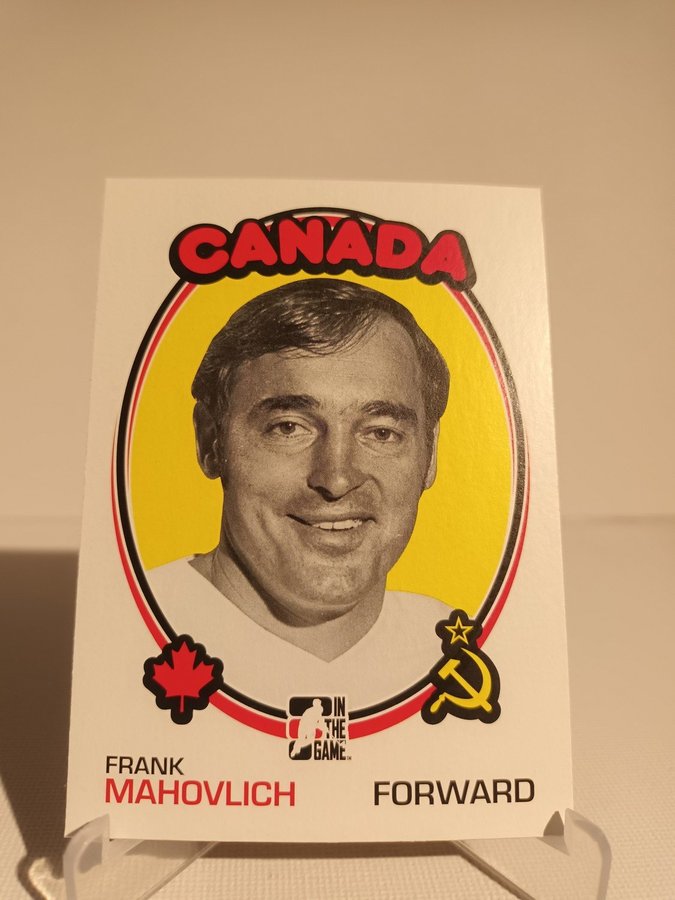 CANADA
IN
THE
GAME
FRANK
MAHOVLICH
FORWARD